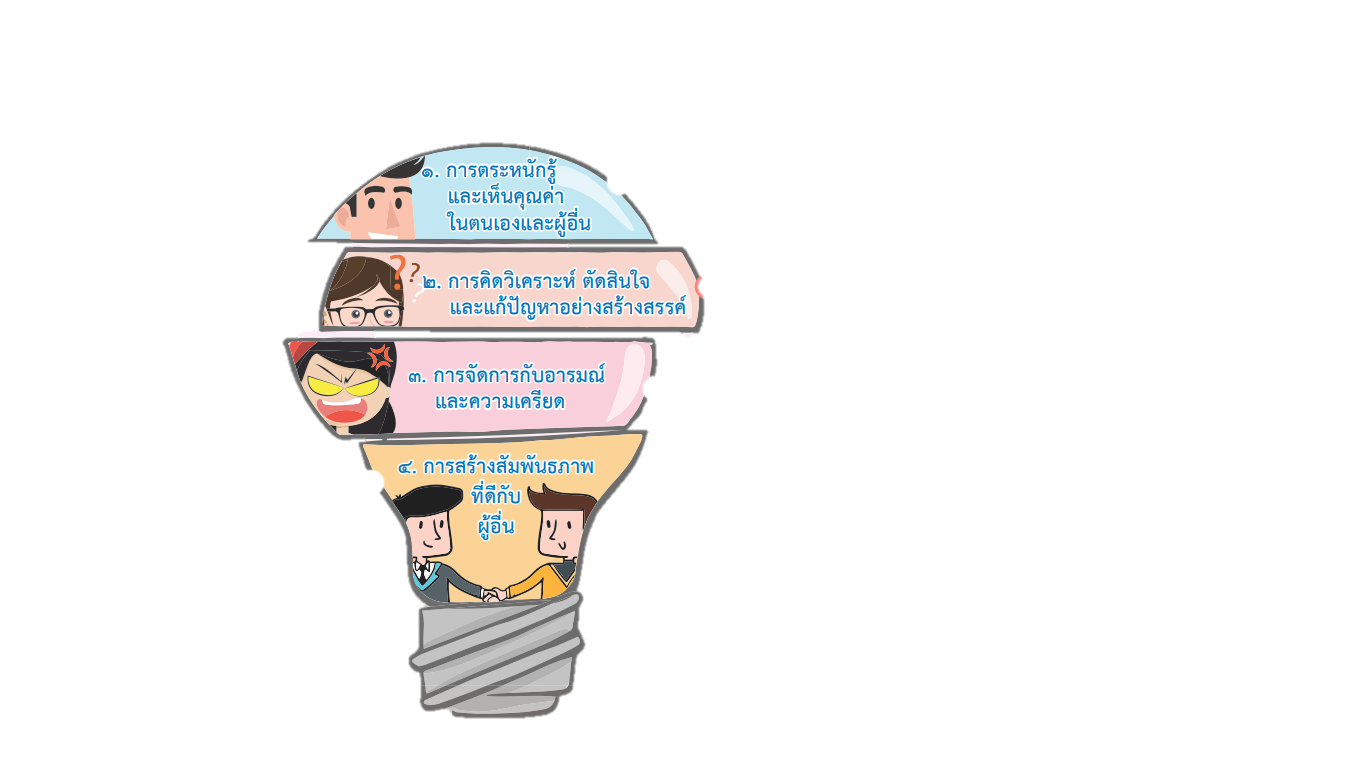 ๑. การตระหนักรู้
และเห็นคุณค่า
ในตนเองและผู้อื่น
? ? ?
๒. การคิดวิเคราะห์ ตัดสินใจ
และแก้ปัญหาอย่างสร้างสรรค์
๓. การจัดการกับอารมณ์
และความเครียด
๔. การสร้างสัมพันธภาพ
ที่ดีกับ
ผู้อื่น